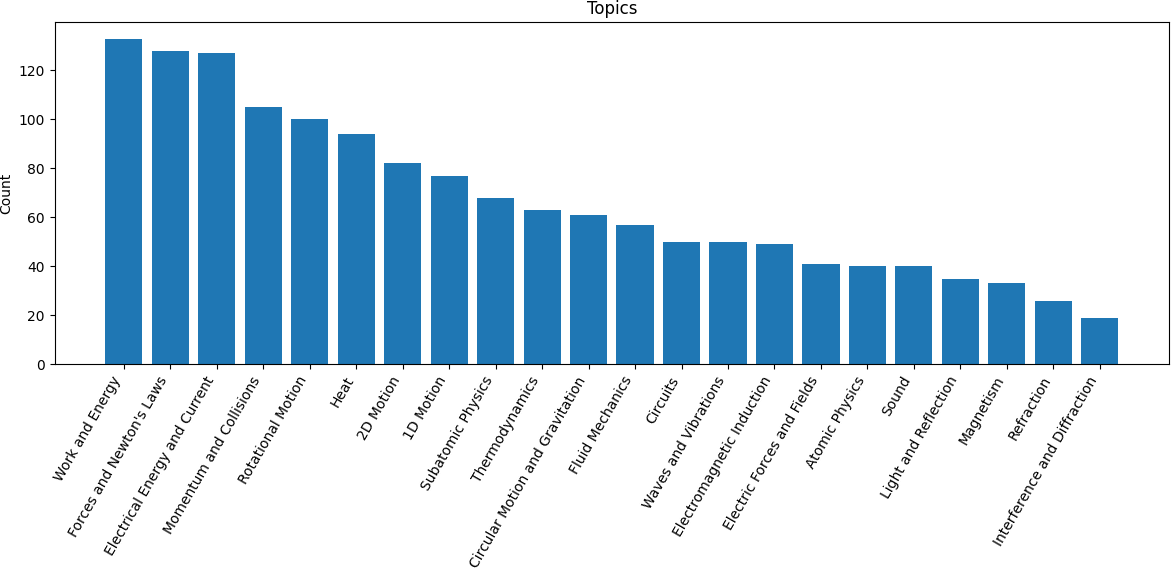 Topics
Count
120
100
80
60
40
20
0
Work and Energy
Forces and Newton's Laws
Electrical Energy and Current
Momentum and Collisions
Rotational Motion
Heat
2D Motion
1D Motion
Subatomic Physics
Thermodynamics
Circular Motion and Gravitation
Fluid Mechanics
Circuits
Waves and Vibrations
Electromagnetic Induction
Electric Forces and Fields
Atomic Physics
Sound
Light and Reflection
Magnetism
Refraction
Interference and Diffraction